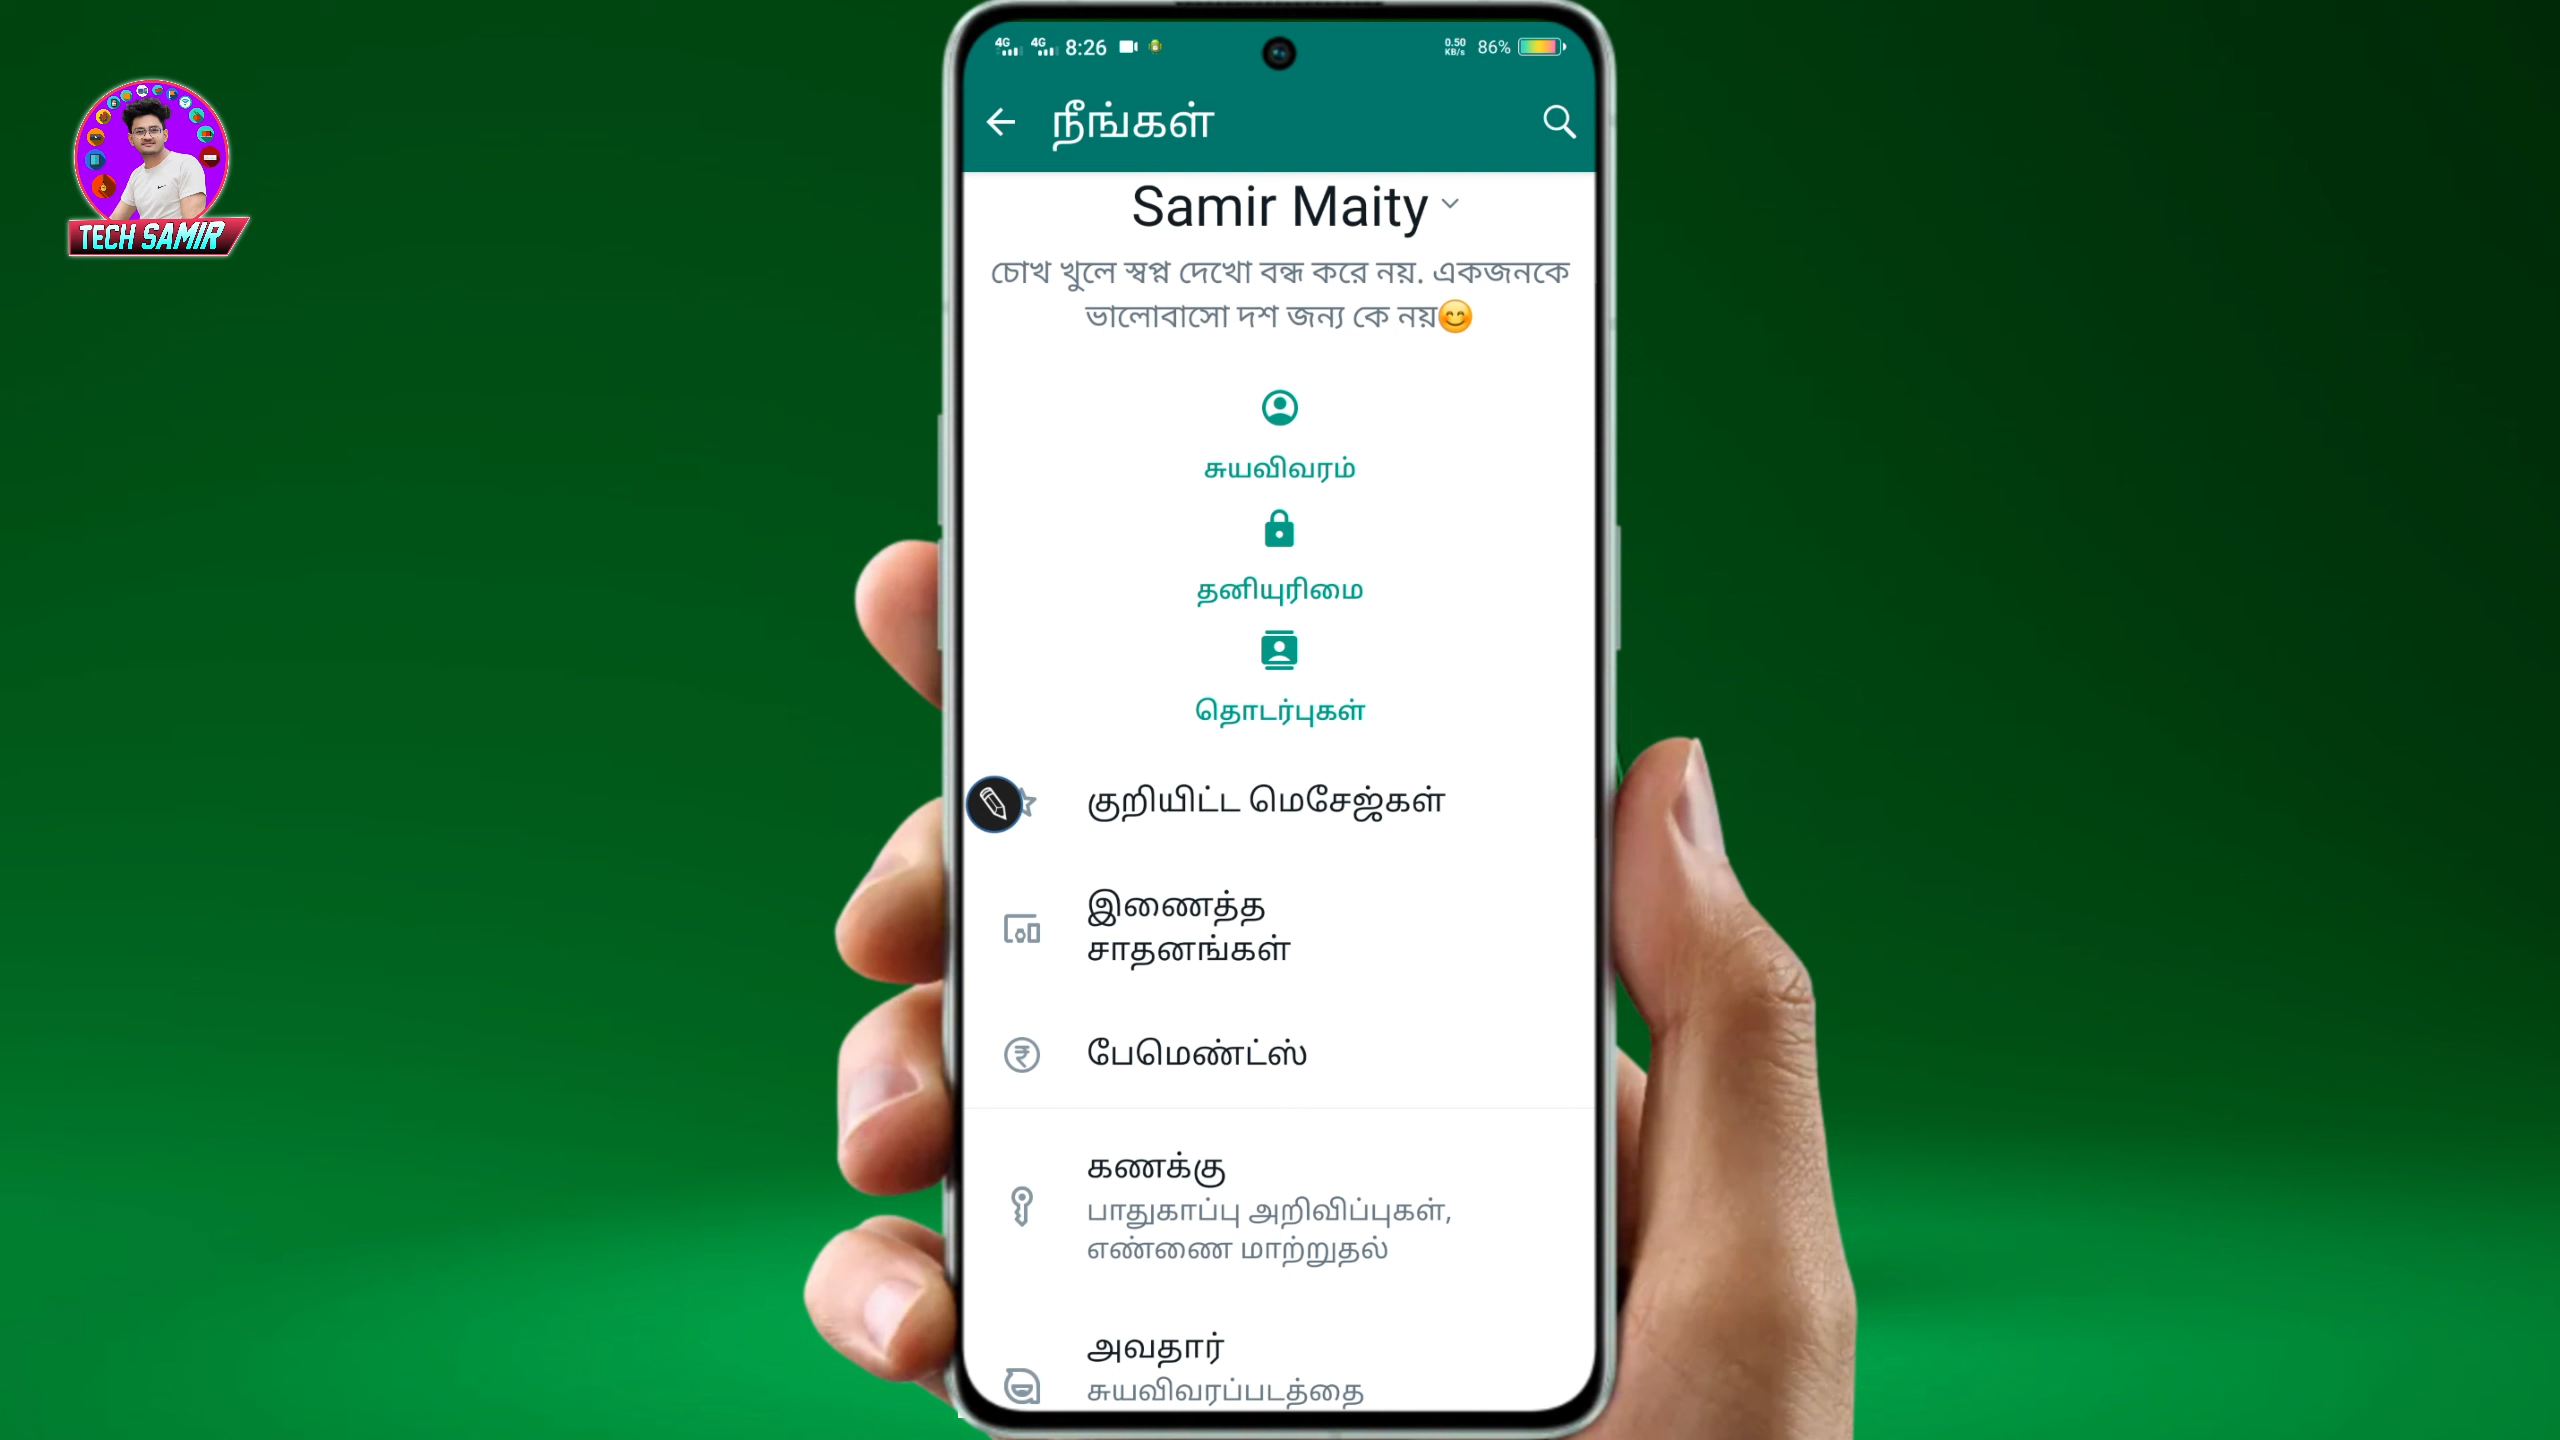 4G 4G 8:26 0.50 KB/s 86%
நீங்கள்
TECH SAMIR
Samir Maity
চোখ খুলে স্বপ্ন দেখো বন্ধ করে নয়. একজনকে
ভালোবাসো দশ জন্য কে নয়😊
சுயவிவரம்
தனியுரிமை
தொடர்புகள்
குறியிட்ட மெசேஜ்கள்
இணைத்த
சாதனங்கள்
பேமெண்ட்ஸ்
கணக்கு
பாதுகாப்பு அறிவிப்புகள்,
எண்ணை மாற்றுதல்
அவதார்
சுயவிவரப்படத்தை